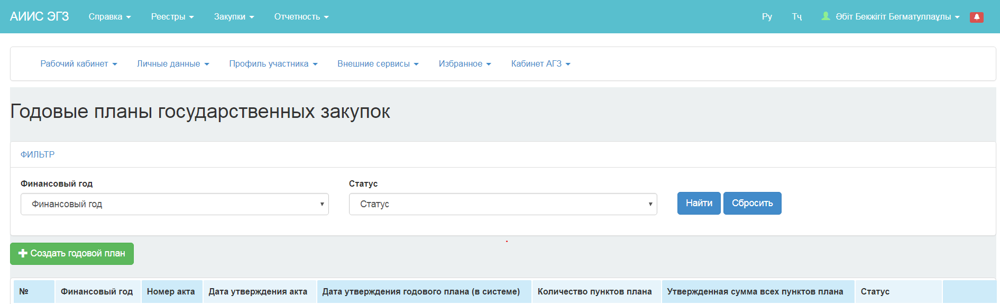 АИИС ЭГЗ Справка Реестры Закупки Отчетность Ру Тҷ Әбіт Бекжігіт Бегматуллаұлы
Рабочий кабинет Личные данные Профиль участника Внешние сервисы Избранное Кабинет АГЗ
Годовые планы государственных закупок
ФИЛЬТР
Финансовый год Статус
Финансовый год Статус Найти Сбросить
Создать годовой план
№ Финансовый год Номер акта Дата утверждения акта Дата утверждения годового плана (в системе) Количество пунктов плана Утвержденная сумма всех пунктов плана Статус